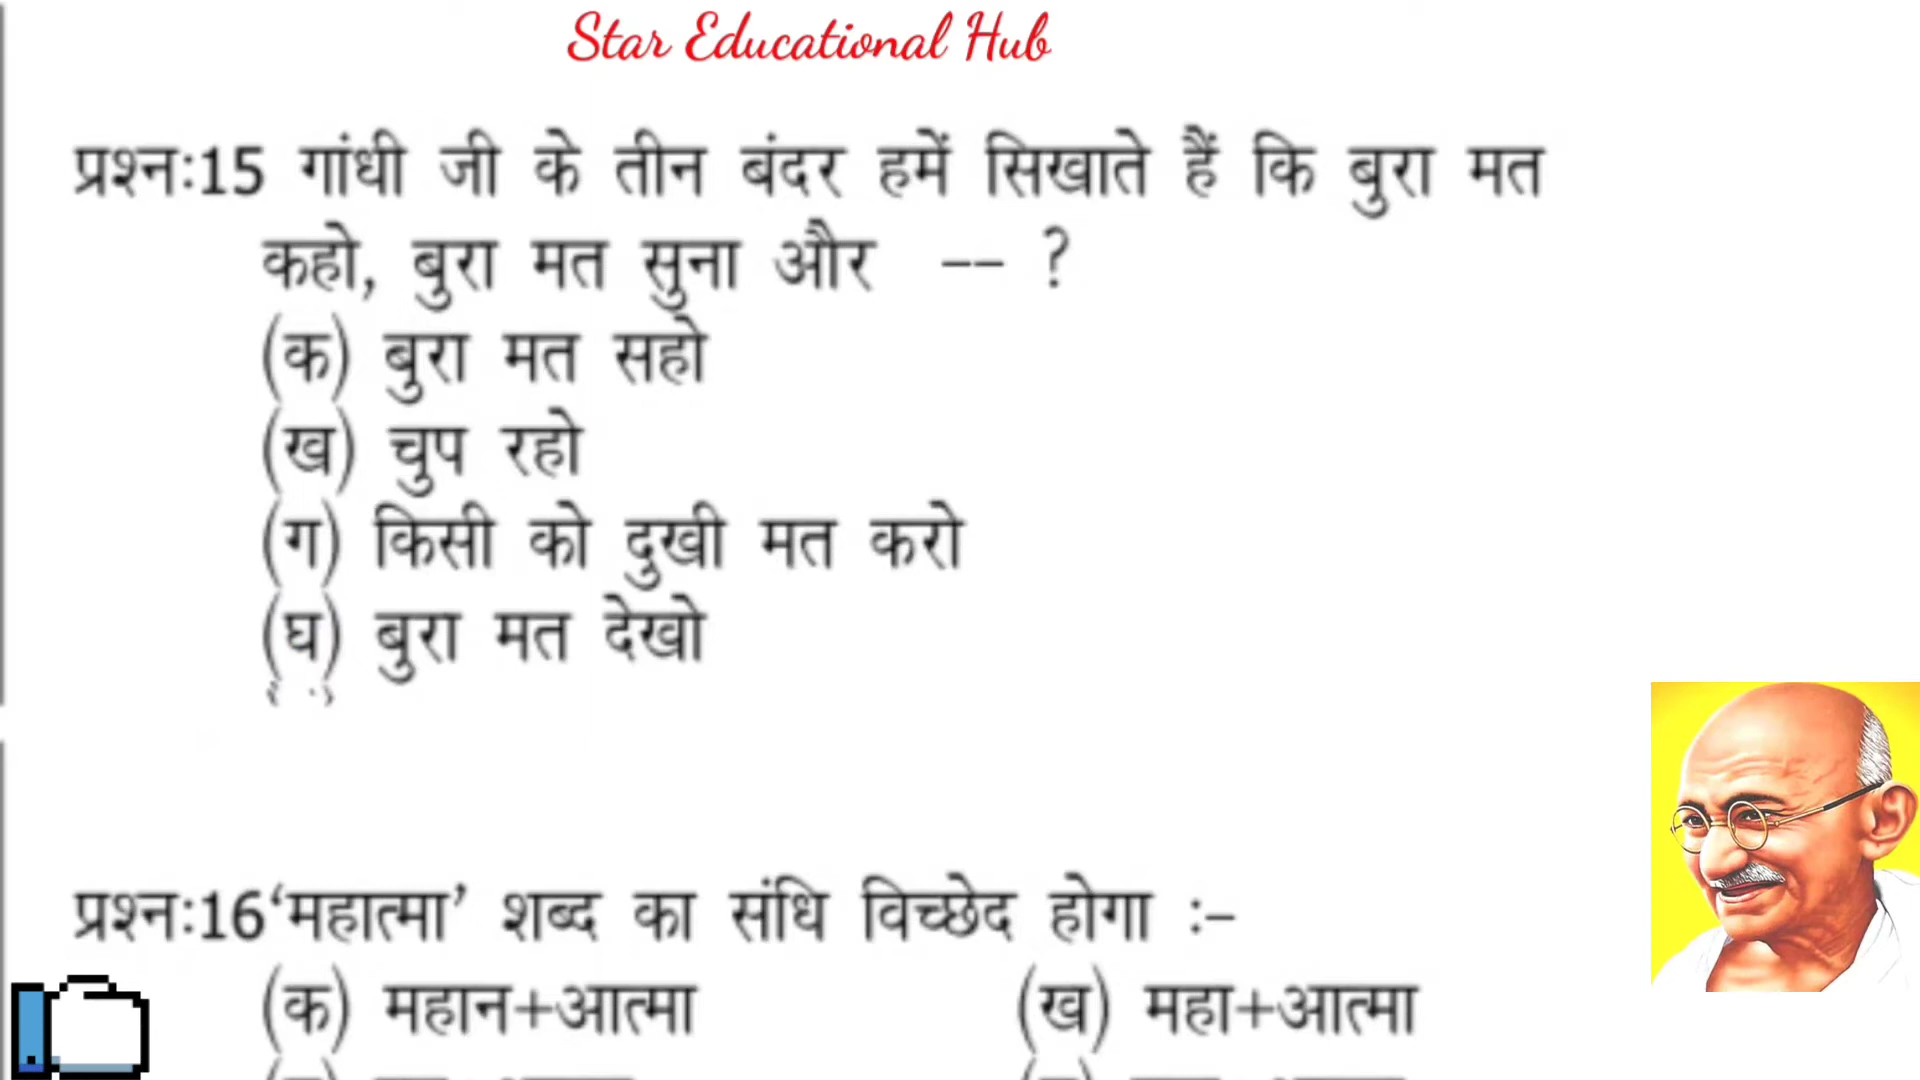 Star Educational Hub
प्रश्न:15 गांधी जी के तीन बंदर हमें सिखाते हैं कि बुरा मत
कहो, बुरा मत सुना और -- ?
(क) बुरा मत सहो
(ख) चुप रहो
(ग) किसी को दुखी मत करो
(घ) बुरा मत देखो
प्रश्न:16 ‘महात्मा’ शब्द का संधि विच्छेद होगा :-
(क) महान+आत्मा (ख) महा+आत्मा